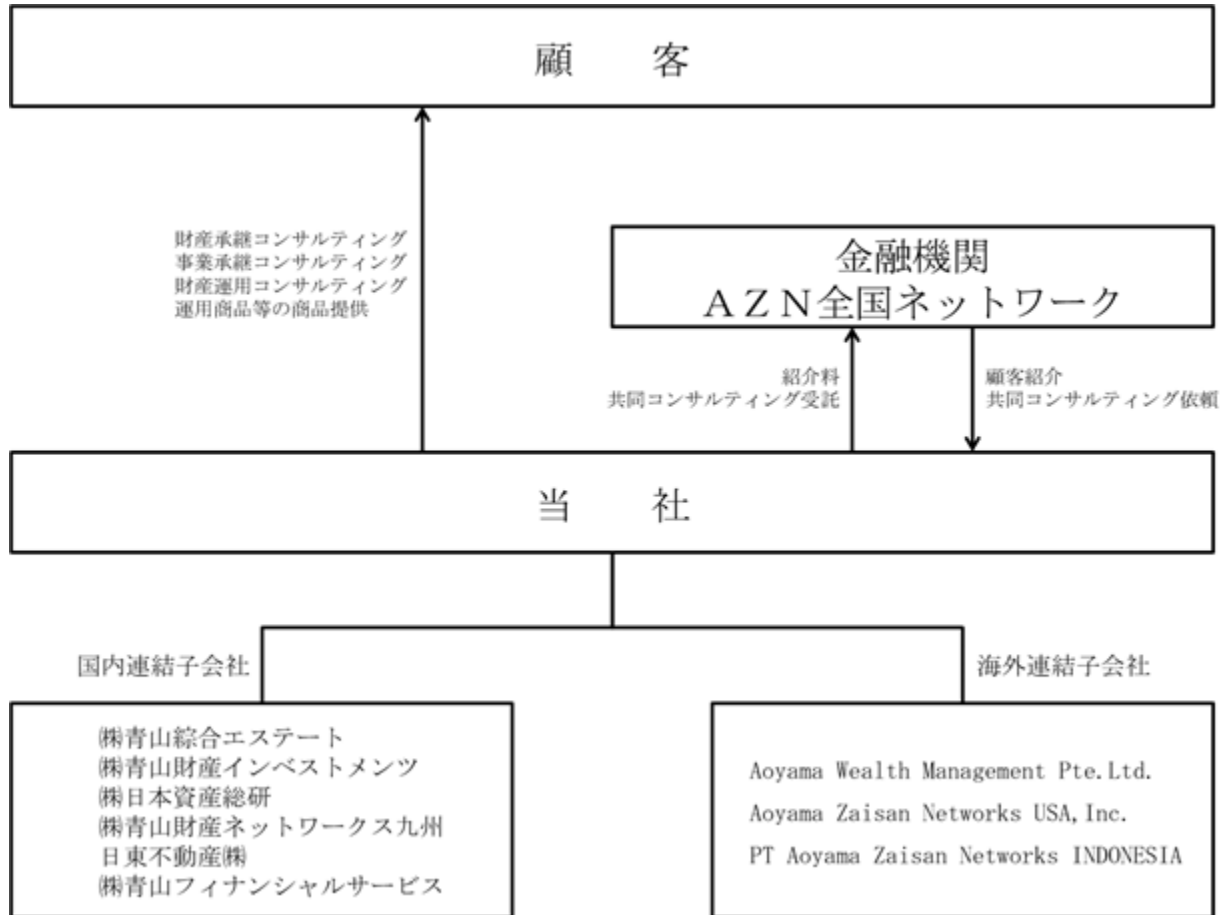 顧　客
財産承継コンサルティング
事業承継コンサルティング
財産運用コンサルティング
運用商品等の商品提供
金融機関
ＡＺＮ全国ネットワーク
紹介料
共同コンサルティング受託
顧客紹介
共同コンサルティング依頼
当　社
国内連結子会社
㈱青山綜合エステート
㈱青山財産インベストメンツ
㈱日本資産総研
㈱青山財産ネットワークス九州
日東不動産㈱
㈱青山フィナンシャルサービス
海外連結子会社
Aoyama Wealth Management Pte.Ltd.
Aoyama Zaisan Networks USA,Inc.
PT Aoyama Zaisan Networks INDONESIA